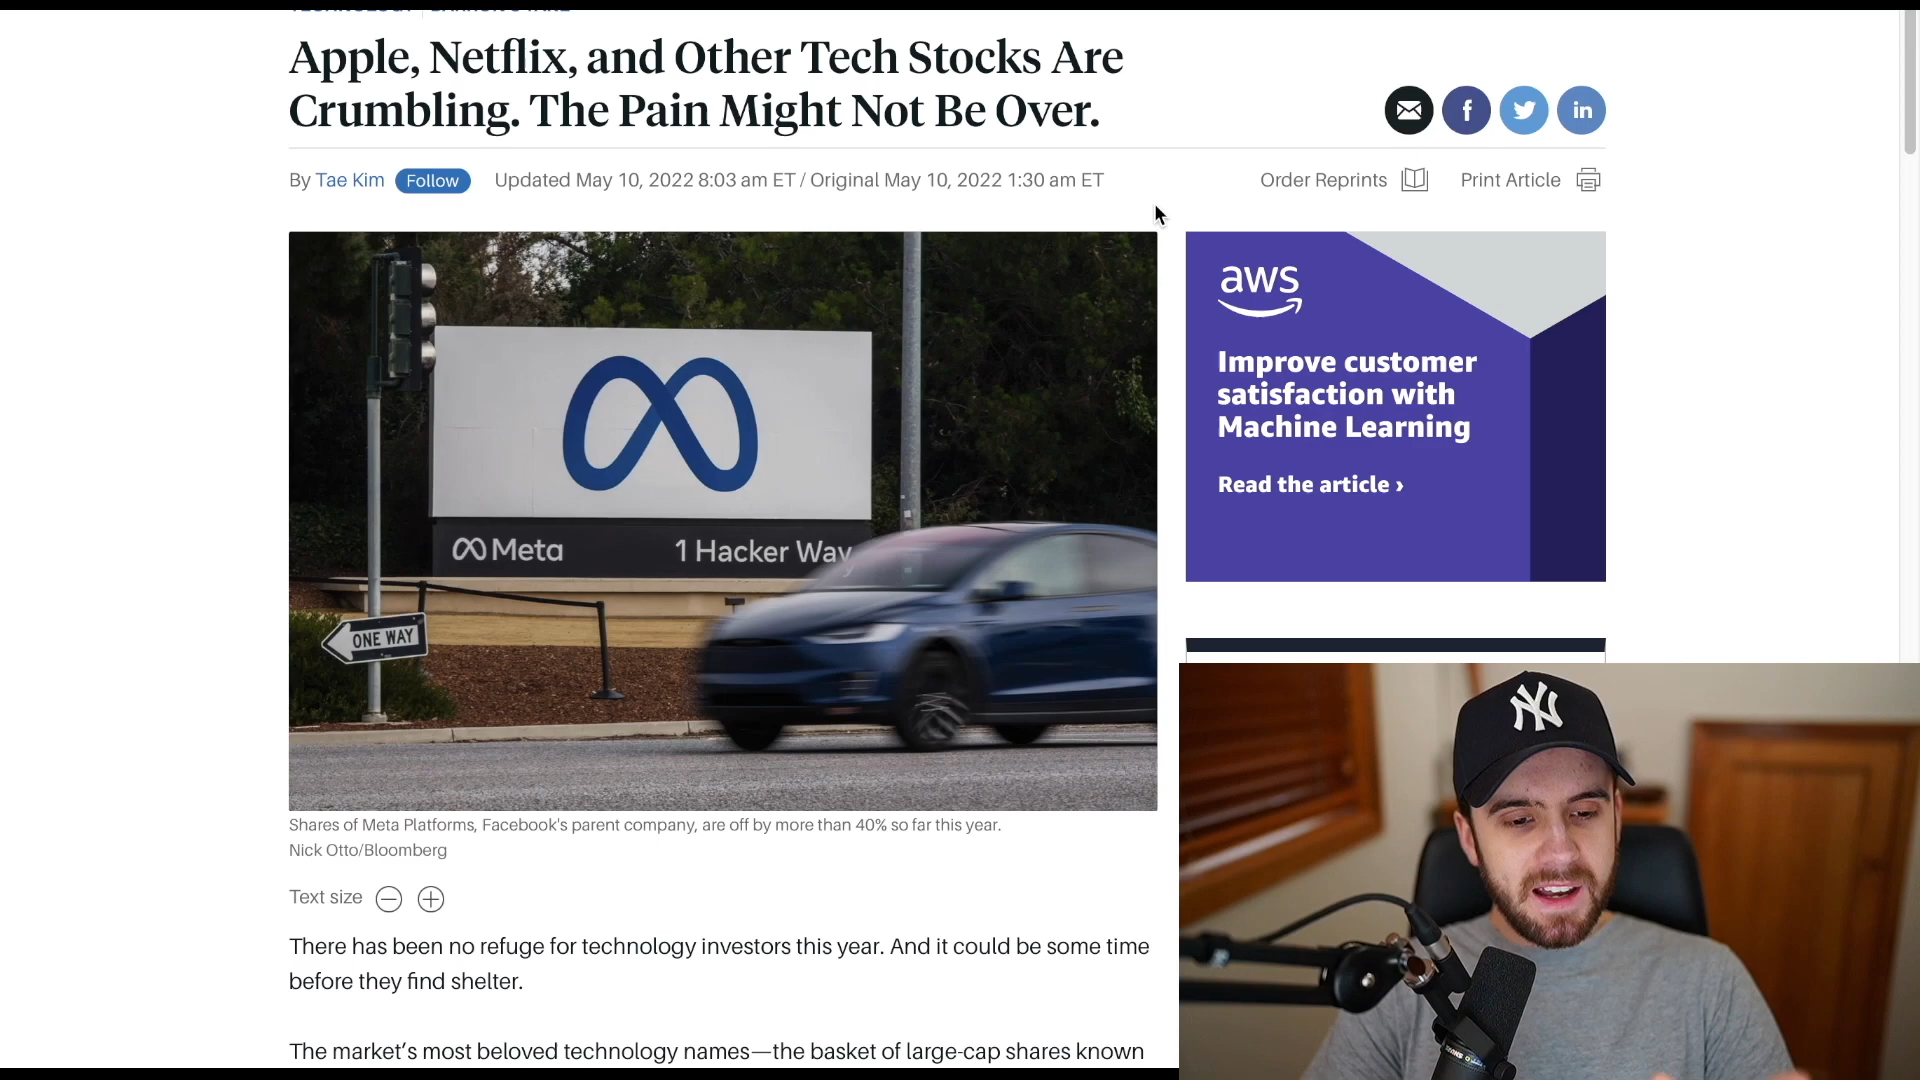 Apple, Netflix, and Other Tech Stocks Are
Crumbling. The Pain Might Not Be Over.
By Tae Kim Follow Updated May 10, 2022 8:03 am ET / Original May 10, 2022 1:30 am ET
Order Reprints Print Article
f
in
aws
Improve customer
satisfaction with
Machine Learning
Read the article ›
Meta 1 Hacker Way
ONE WAY
NY
Shares of Meta Platforms, Facebook's parent company, are off by more than 40% so far this year.
Nick Otto/Bloomberg
Text size
There has been no refuge for technology investors this year. And it could be some time
before they find shelter.
The market’s most beloved technology names—the basket of large-cap shares known